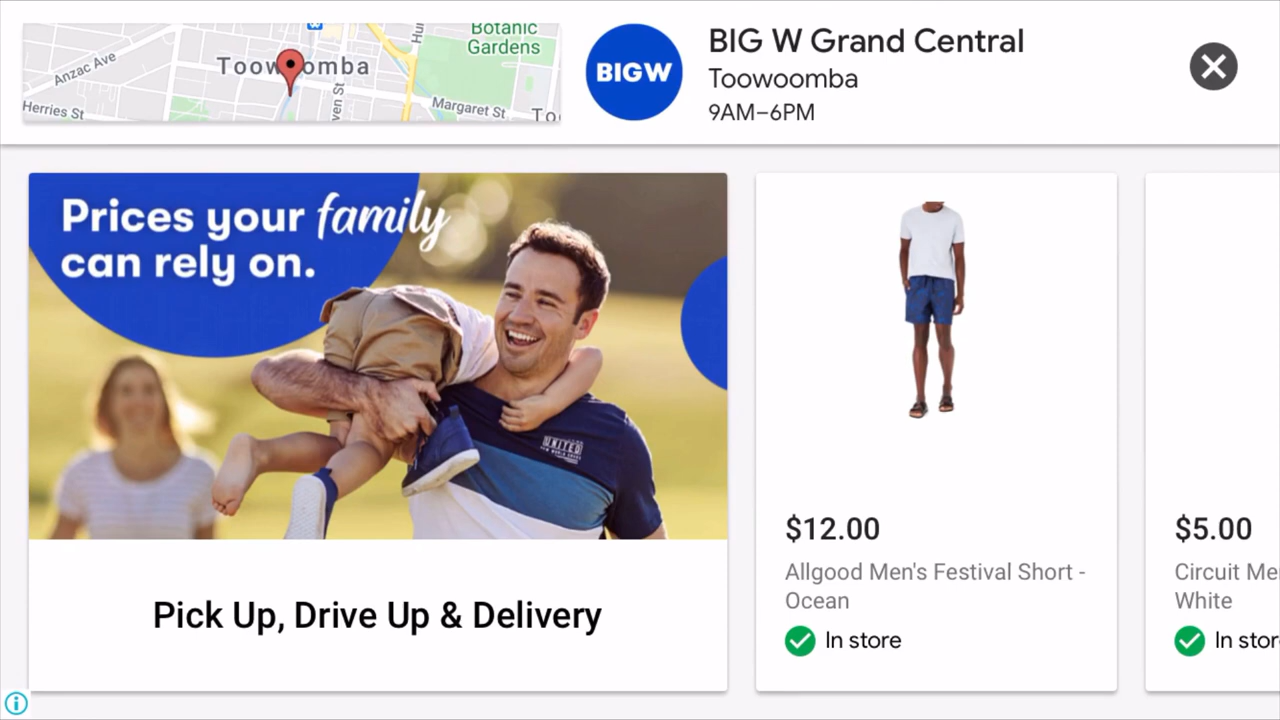 Botanic
Gardens
Toowoomba
Anzac Ave
Herries St
Margaret St
BIG W
BIG W Grand Central
Toowoomba
9AM–6PM
Prices your family
can rely on.
UNITED
Pick Up, Drive Up & Delivery
$12.00
Allgood Men's Festival Short -
Ocean
In store
$5.00
Circuit Me
White
In stor